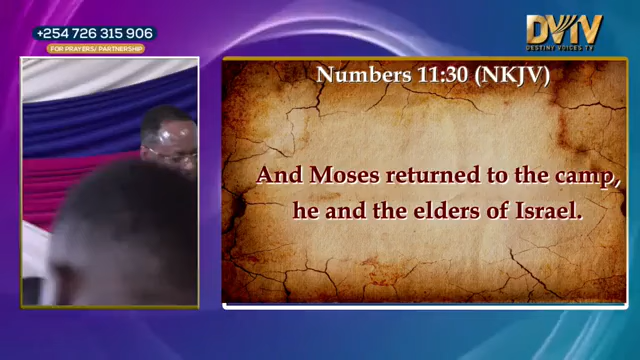 +254 726 315 906
FOR PRAYERS/ PARTNERSHIP
DVTV
DESTINY VOICES TV
Numbers 11:30 (NKJV)
And Moses returned to the camp,
he and the elders of Israel.